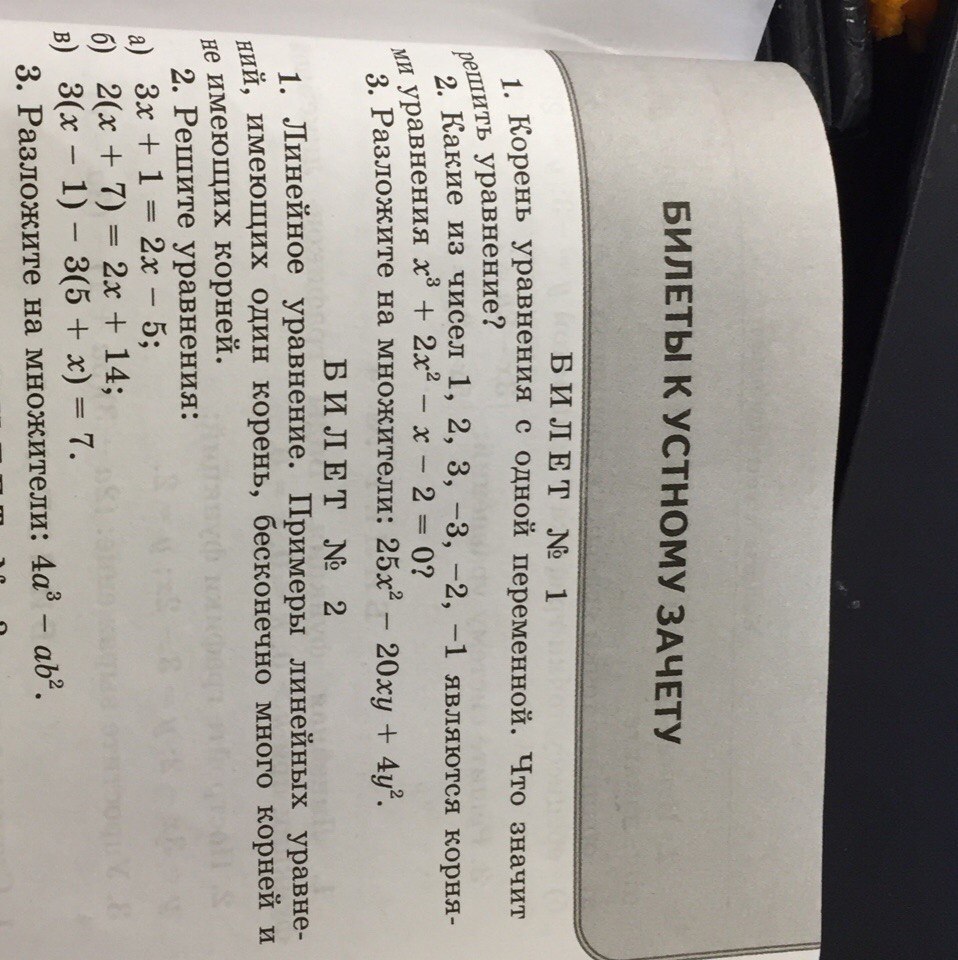 БИЛЕТЫ К УСТНОМУ ЗАЧЕТУ
БИЛЕТ № 1
1. Корень уравнения с одной переменной. Что значит
решить уравнение?
2. Какие из чисел 1, 2, 3, −3, −2, −1 являются корня-
ми уравнения x³ + 2x² − x − 2 = 0?
3. Разложите на множители: 25x² − 20xy + 4y².
БИЛЕТ № 2
1. Линейное уравнение. Примеры линейных уравне-
ний, имеющих один корень, бесконечно много корней и
не имеющих корней.
2. Решите уравнения:
а) 3x + 1 = 2x − 5;
б) 2(x + 7) = 2x + 14;
в) 3(x − 1) − 3(5 + x) = 7.
3. Разложите на множители: 4a³ − ab².